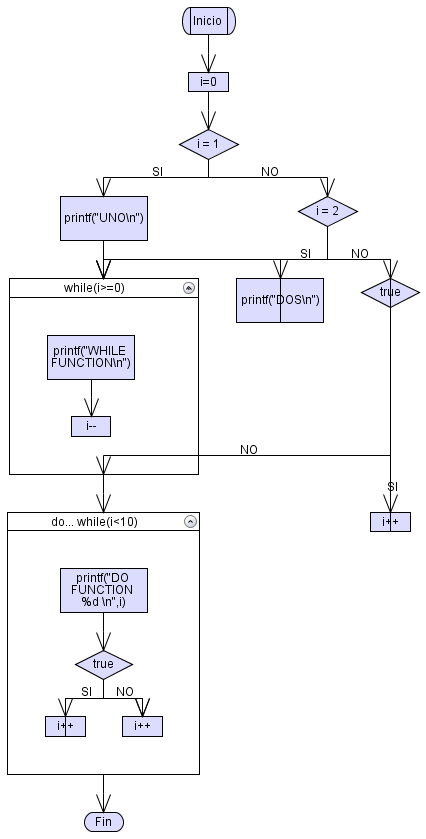 Inicio
i=0
i = 1
SI
NO
printf("UNO\n")
i = 2
SI
NO
while(i>=0)
printf("DOS\n")
true
printf("WHILE
FUNCTION\n")
i--
NO
SI
i++
do... while(i<10)
printf("DO
FUNCTION
%d \n",i)
true
SI
NO
i++
i++
Fin